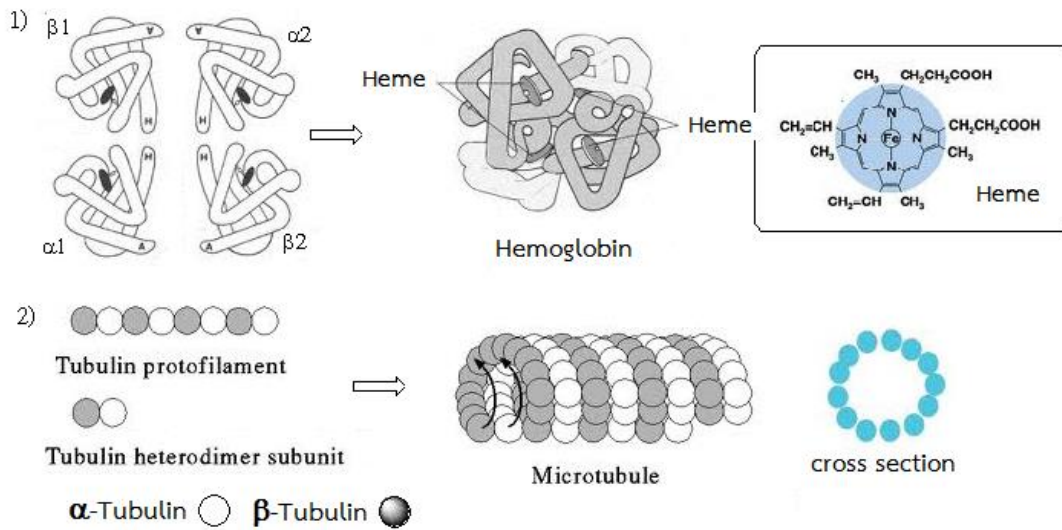 1)
β1
A
A
α2
H
H
H
H
α1
A
A
β2
Heme
Heme
Hemoglobin
CH₃
CH₂CH₂COOH
CH₂=CH
N
CH₂CH₂COOH
N
Fe
N
CH₃
N
CH₃
CH₂=CH
CH₃
Heme
2)
Tubulin protofilament
Tubulin heterodimer subunit
α-Tubulin
β-Tubulin
Microtubule
cross section